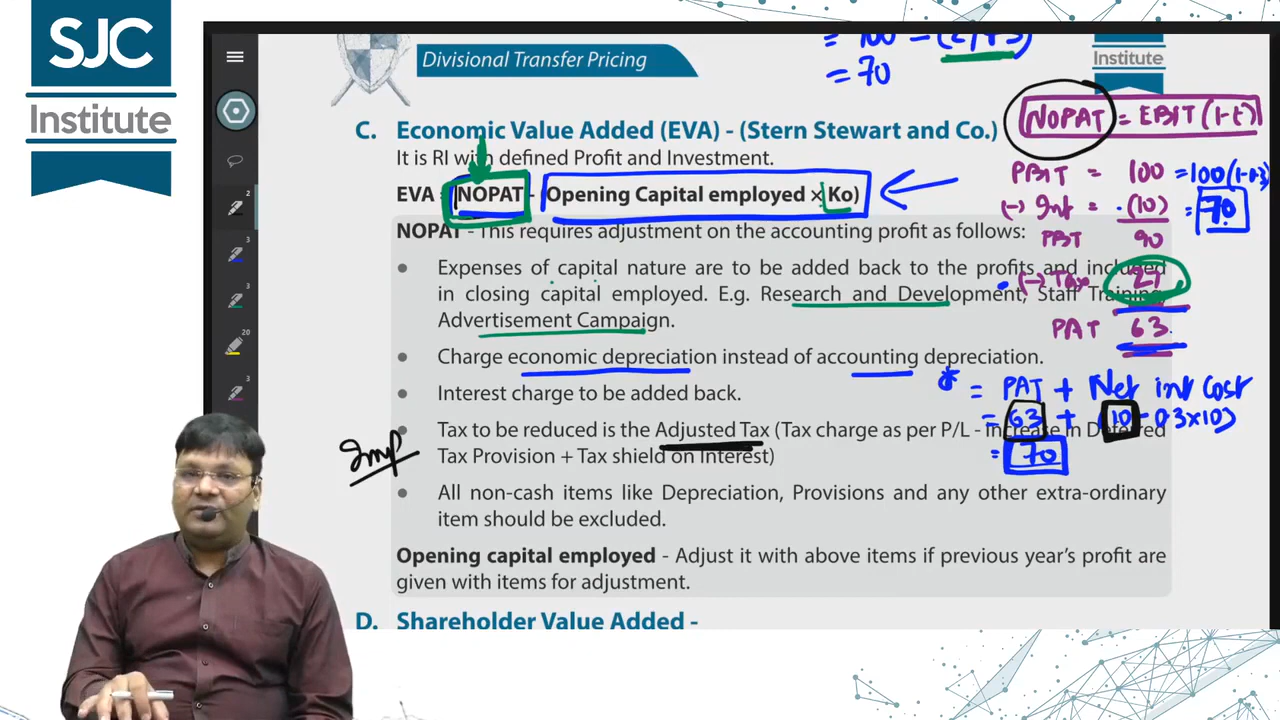 SJC
Institute
Divisional Transfer Pricing
Institute
= 70
C. Economic Value Added (EVA) - (Stern Stewart and Co.)
It is RI with defined Profit and Investment.
EVA = (NOPAT - Opening Capital employed × Ko)
NOPAT - This requires adjustment on the accounting profit as follows:
● Expenses of capital nature are to be added back to the profits and included
in closing capital employed. E.g. Research and Development, Staff Training,
Advertisement Campaign.
● Charge economic depreciation instead of accounting depreciation.
● Interest charge to be added back.
● Tax to be reduced is the Adjusted Tax (Tax charge as per P/L - increase in Deferred
Tax Provision + Tax shield on Interest)
● All non-cash items like Depreciation, Provisions and any other extra-ordinary
item should be excluded.
Opening capital employed - Adjust it with above items if previous year's profit are
given with items for adjustment.
D. Shareholder Value Added -
NOPAT = EBIT (1-t)
PBIT = 100 = 100(1-0.3)
(-) Int = (10) = 70
PBT 90
(-) Tax 27
PAT 63
* = PAT + Net int cost
= 63 + (10 - 0.3x10)
= 70
Imp
2
3
3
20
3